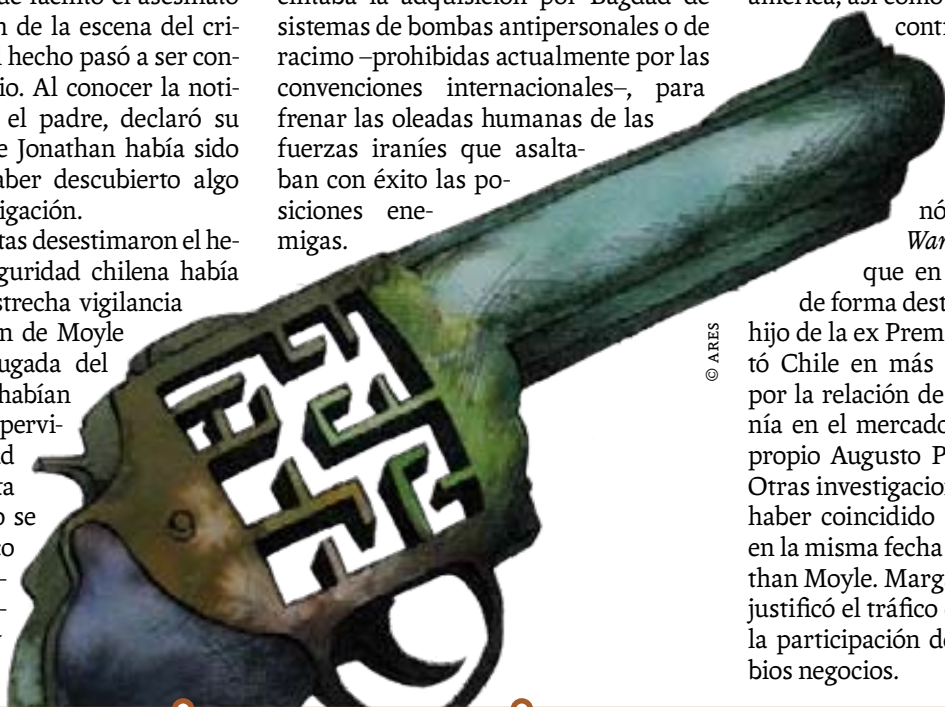 el asesinato
n de la escena del cri-
hecho pasó a ser con-
io. Al conocer la noti-
el padre, declaró su
e Jonathan había sido
aber descubierto algo
igación.
tas desestimaron el he-
guridad chilena había
strecha vigilancia
n de Moyle
ugada del
habían
pervi-
d
ta
o se
la adquisición por Bagdad de
sistemas de bombas antipersonales o de
racimo –prohibidas actualmente por las
convenciones internacionales–, para
frenar las oleadas humanas de las
fuerzas iraníes que asalta-
ban con éxito las po-
siciones ene-
migas.
© ARES
américa, así como
conti
nó
War
que en
de forma dest
hijo de la ex Prem
tó Chile en más
por la relación de
nía en el mercado
propio Augusto P
Otras investigacion
haber coincidido
en la misma fecha
than Moyle. Marg
justificó el tráfico
la participación de
bios negocios.